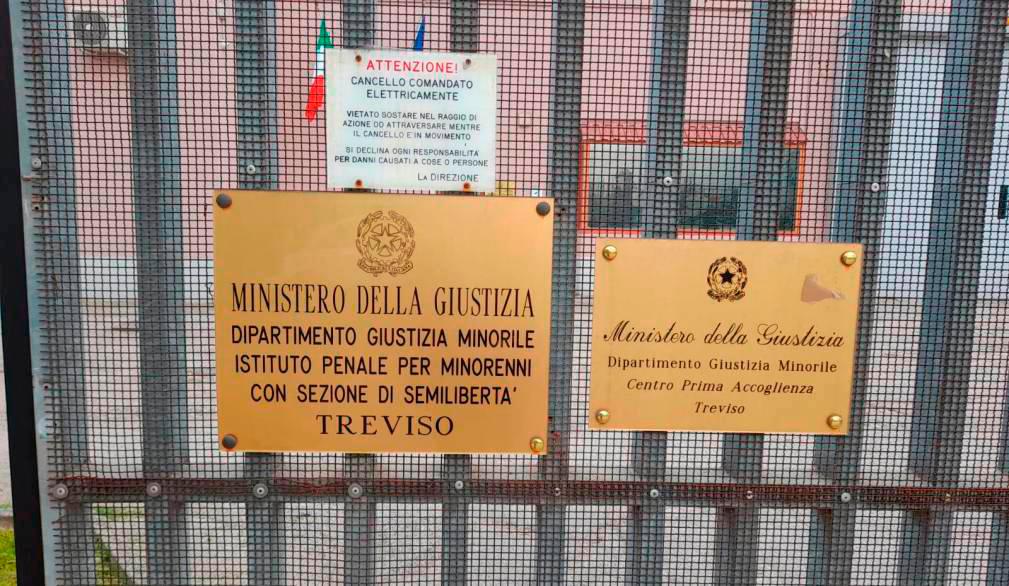 ATTENZIONE!
CANCELLO COMANDATO
ELETTRICAMENTE
VIETATO SOSTARE NEL RAGGIO DI
AZIONE OD ATTRAVERSARE MENTRE
IL CANCELLO E' IN MOVIMENTO
SI DECLINA OGNI RESPONSABILITA'
PER DANNI CAUSATI A COSE O PERSONE
LA DIREZIONE
MINISTERO DELLA GIUSTIZIA
DIPARTIMENTO GIUSTIZIA MINORILE
ISTITUTO PENALE PER MINORENNI
CON SEZIONE DI SEMILIBERTA'
TREVISO
Ministero della Giustizia
Dipartimento Giustizia Minorile
Centro Prima Accoglienza
Treviso